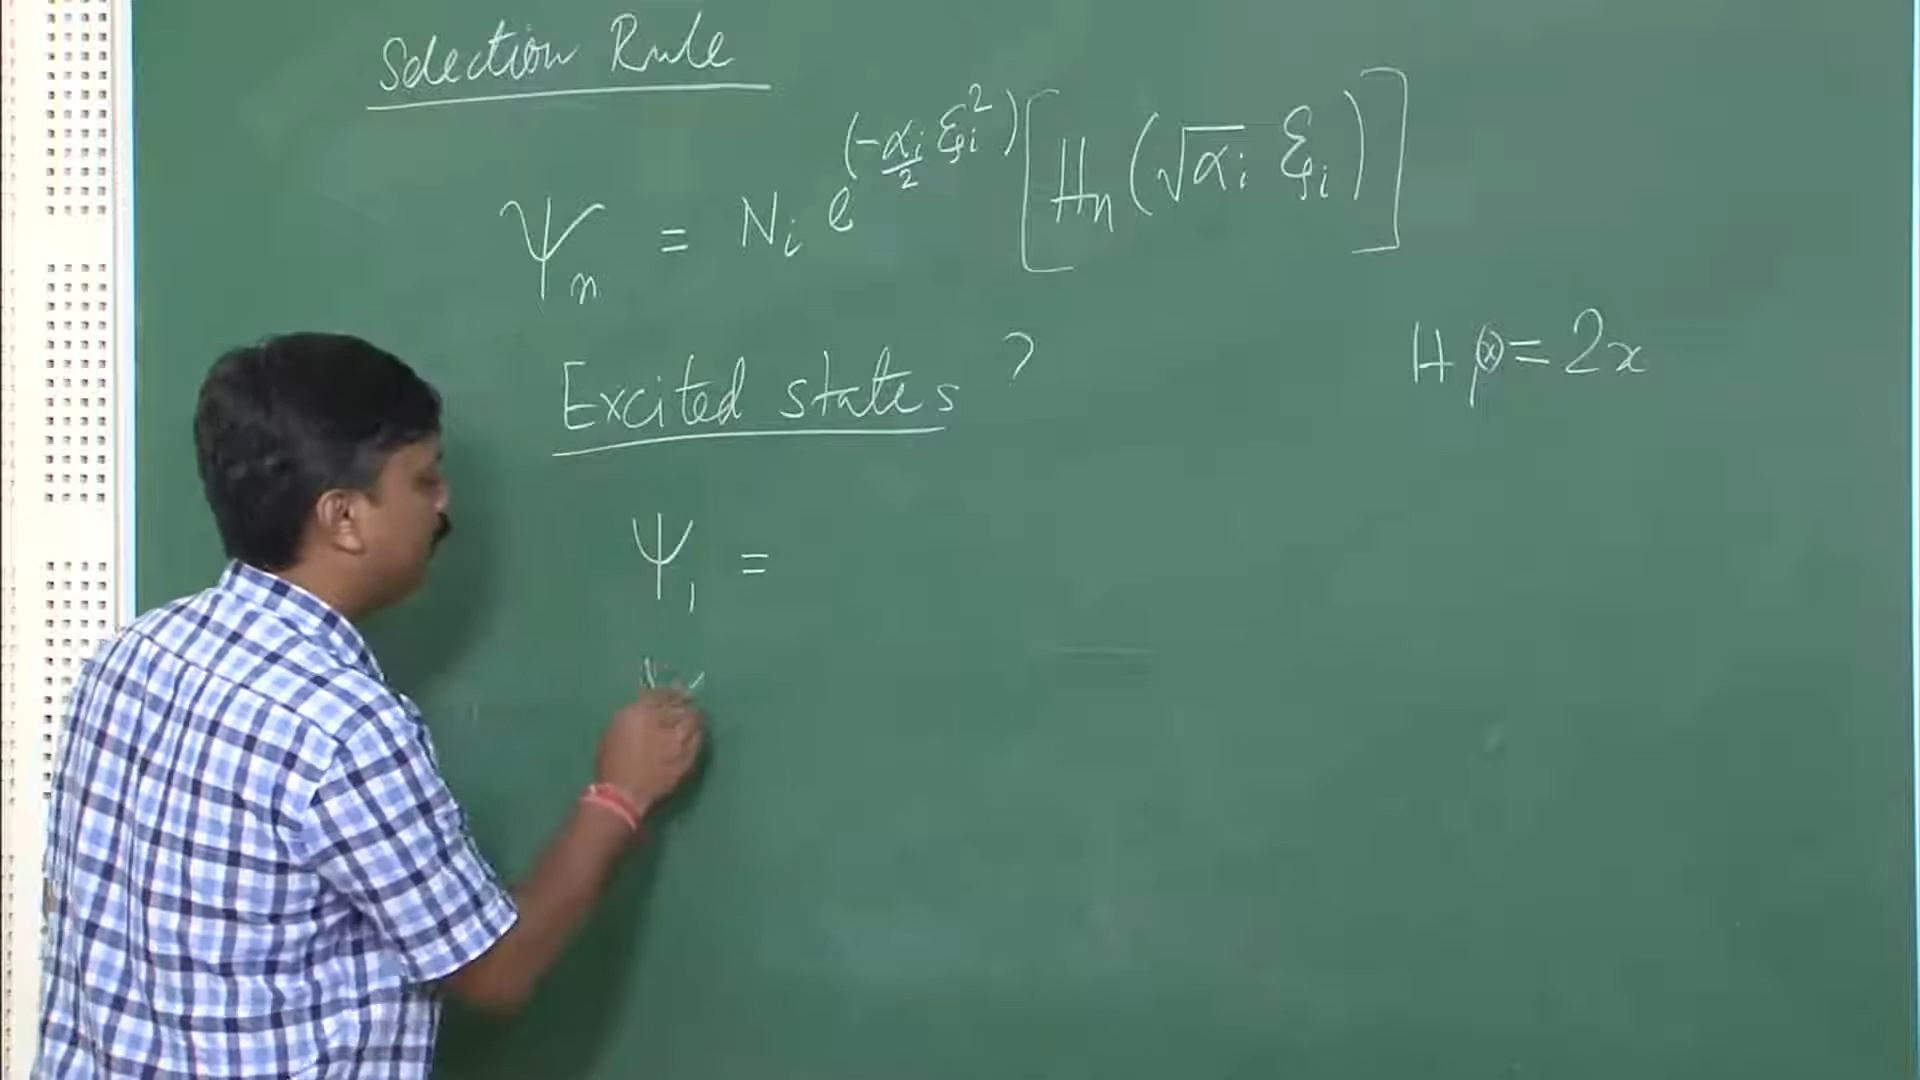 Selection Rule
Ψn = Ni e^(-αi/2 ξi²) [Hn(√αi ξi)]
Excited states ?
H1(x) = 2x
Ψ1 =